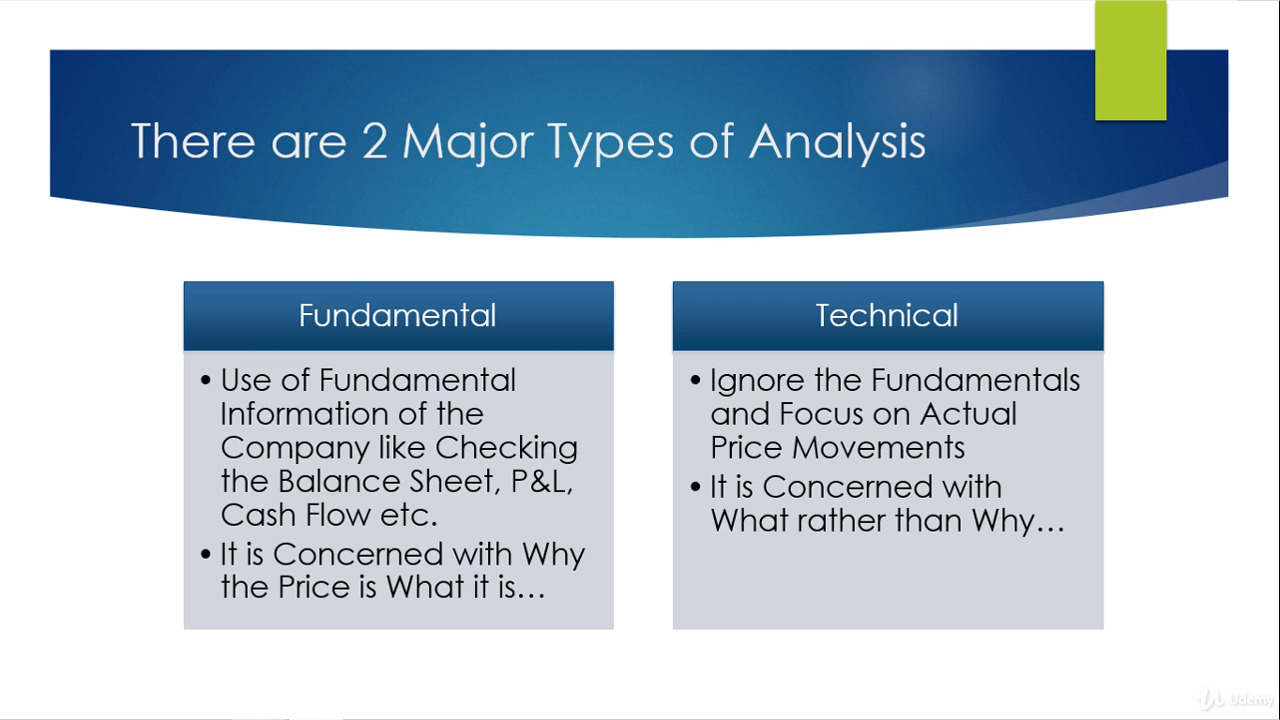 There are 2 Major Types of Analysis
Fundamental
• Use of Fundamental
Information of the
Company like Checking
the Balance Sheet, P&L,
Cash Flow etc.
• It is Concerned with Why
the Price is What it is…
Technical
• Ignore the Fundamentals
and Focus on Actual
Price Movements
• It is Concerned with
What rather than Why…
Udemy